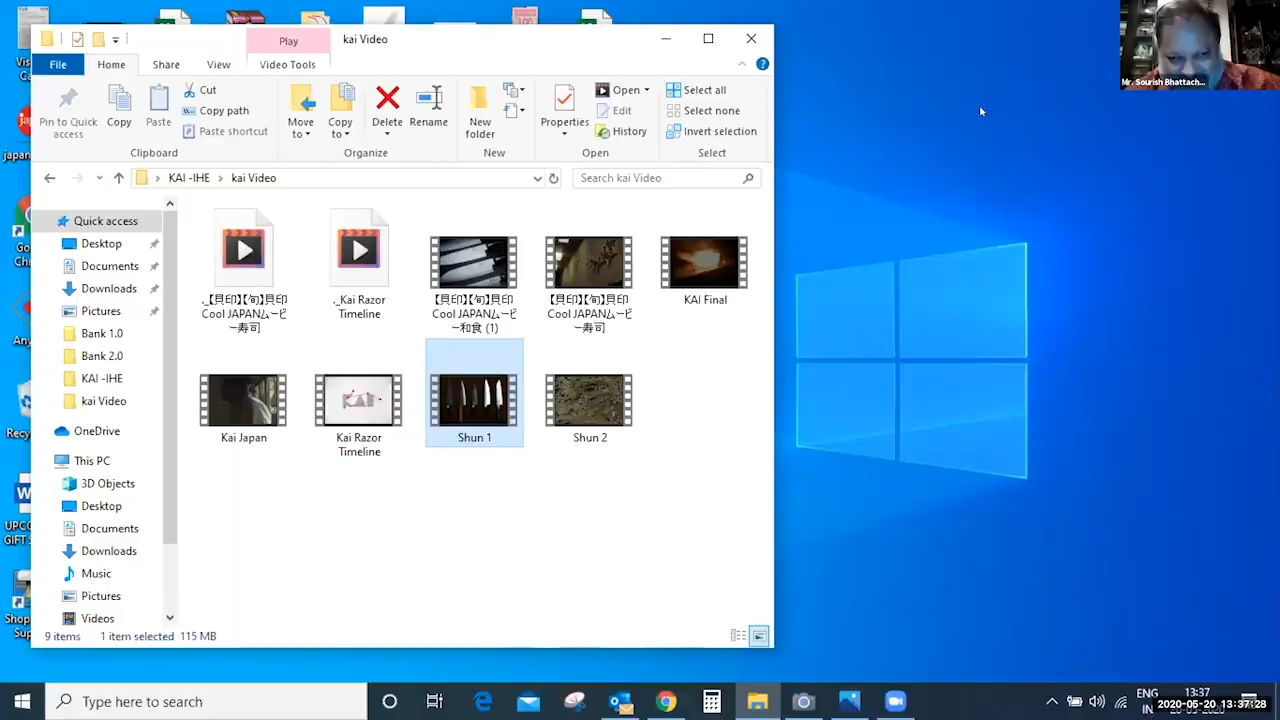 Play
kai Video
File
Home
Share
View
Video Tools
Pin to Quick access
Copy
Paste
Cut
Copy path
Paste shortcut
Move to
Copy to
Delete
Rename
New folder
Properties
Open
Edit
History
Select all
Select none
Invert selection
Clipboard
Organize
New
Open
Select
KAI -IHE > kai Video
Search kai Video
Quick access
Desktop
Documents
Downloads
Pictures
Bank 1.0
Bank 2.0
KAI -IHE
kai Video
OneDrive
This PC
3D Objects
Desktop
Documents
Downloads
Music
Pictures
Videos
._【貝印】【旬】貝印
Cool JAPANムービ
ー寿司
._Kai Razor
Timeline
【貝印】【旬】貝印
Cool JAPANムービ
ー和食 (1)
【貝印】【旬】貝印
Cool JAPANムービ
ー寿司
KAI Final
Kai Japan
Kai Razor
Timeline
Shun 1
Shun 2
9 items
1 item selected 115 MB
Mr. Sourish Bhattach...
Type here to search
ENG
IN
13:37
2020-05-20 13:37:28